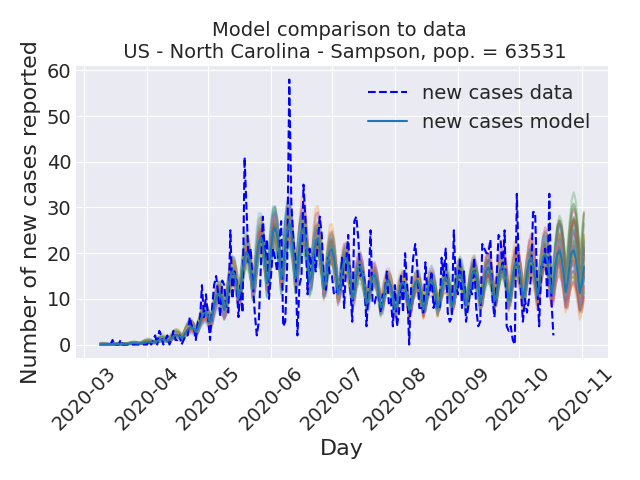 Model comparison to data
US - North Carolina - Sampson, pop. = 63531
Number of new cases reported
60
50
40
30
20
10
0
new cases data
new cases model
2020-03
2020-04
2020-05
2020-06
2020-07
2020-08
2020-09
2020-10
2020-11
Day